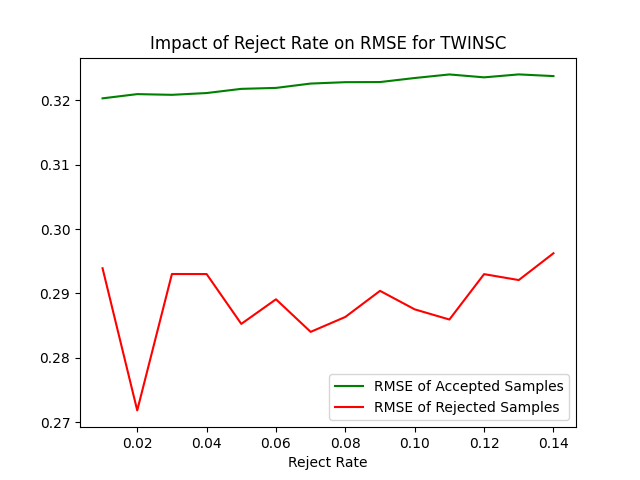 Impact of Reject Rate on RMSE for TWINSC
0.32
0.31
0.30
0.29
0.28
0.27
RMSE of Accepted Samples
RMSE of Rejected Samples
0.02 0.04 0.06 0.08 0.10 0.12 0.14
Reject Rate